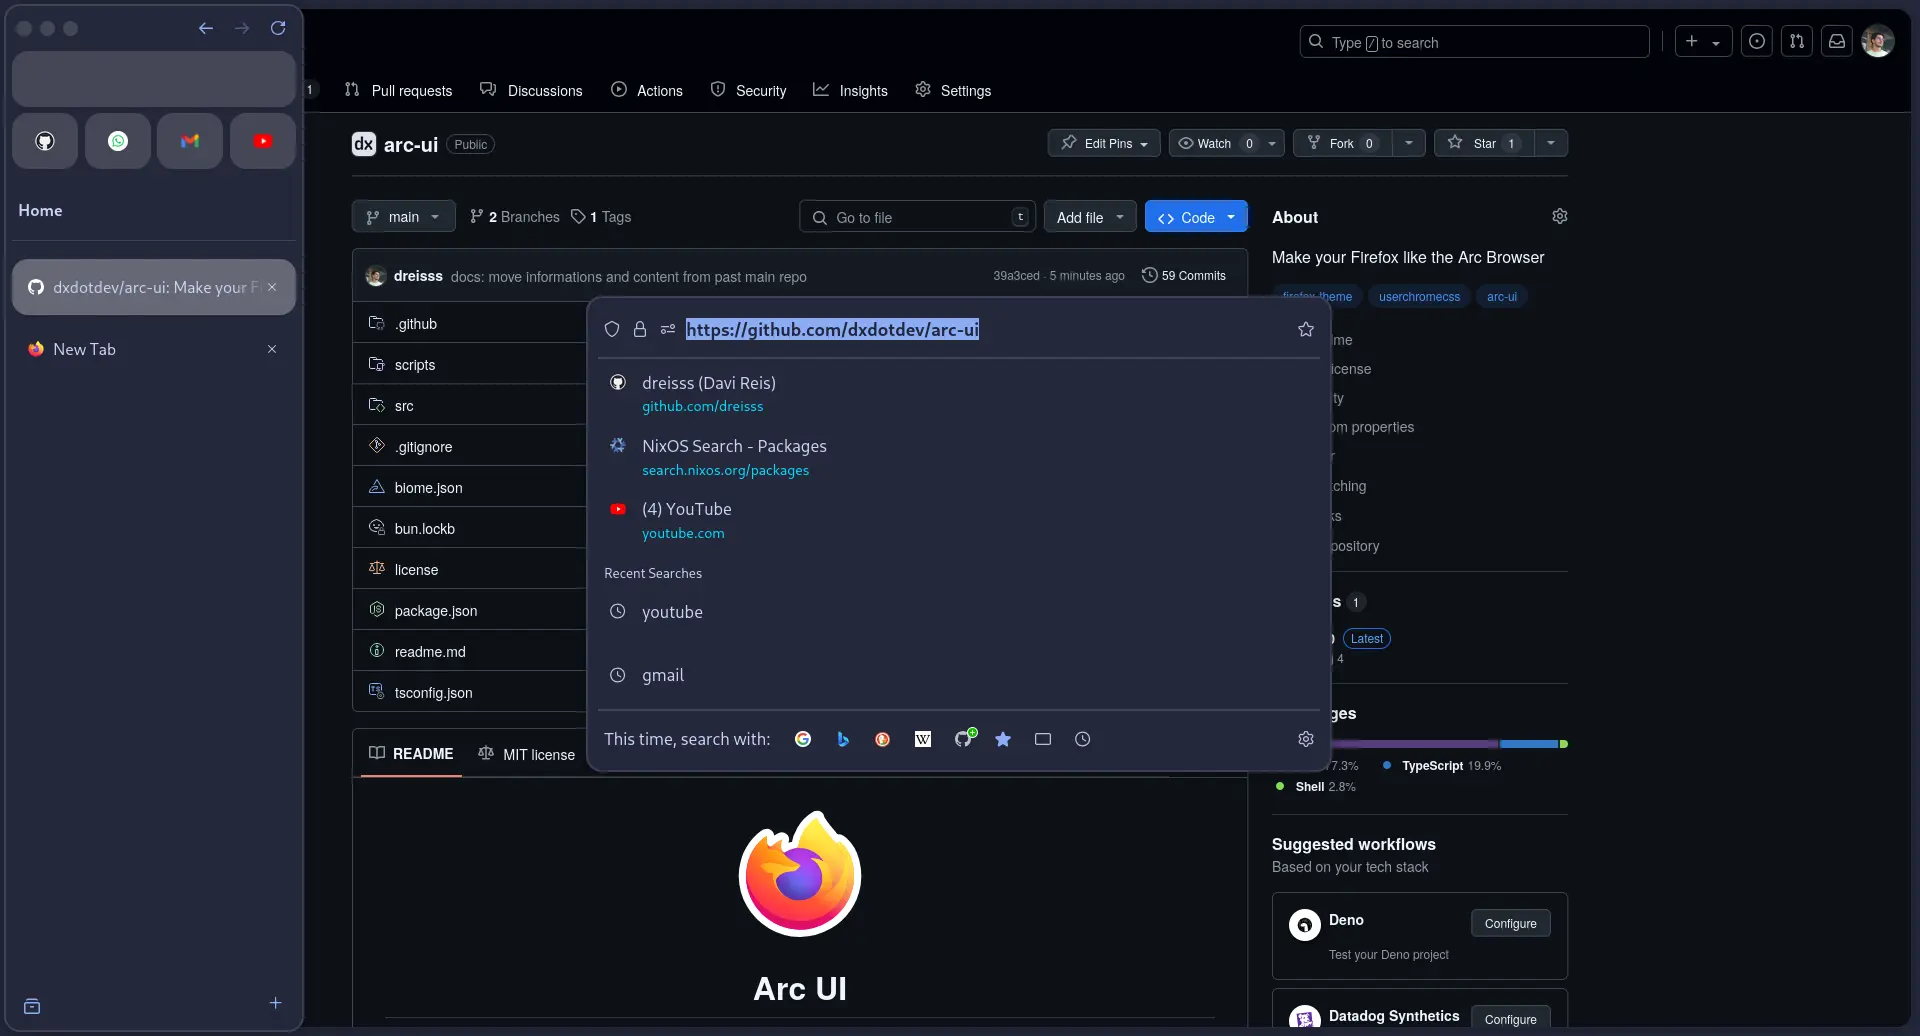 Type / to search
1
Pull requests
Discussions
Actions
Security
Insights
Settings
Home
dxdotdev/arc-ui: Make your F
New Tab
dx
arc-ui
Public
Edit Pins
Watch 0
Fork 0
Star 1
main
2 Branches
1 Tags
Go to file
t
Add file
Code
dreisss docs: move informations and content from past main repo
39a3ced · 5 minutes ago
59 Commits
.github
scripts
src
.gitignore
biome.json
bun.lockb
license
package.json
readme.md
tsconfig.json
README
MIT license
Arc UI
https://github.com/dxdotdev/arc-ui
dreisss (Davi Reis)
github.com/dreisss
NixOS Search - Packages
search.nixos.org/packages
(4) YouTube
youtube.com
Recent Searches
youtube
gmail
This time, search with:
W
About
Make your Firefox like the Arc Browser
firefox-theme
userchromecss
arc-ui
me
icense
ty
om properties
r
ching
ks
pository
s 1
Latest
4
ges
7.3%
TypeScript 19.9%
Shell 2.8%
Suggested workflows
Based on your tech stack
Deno
Configure
Test your Deno project
Datadog Synthetics
Configure